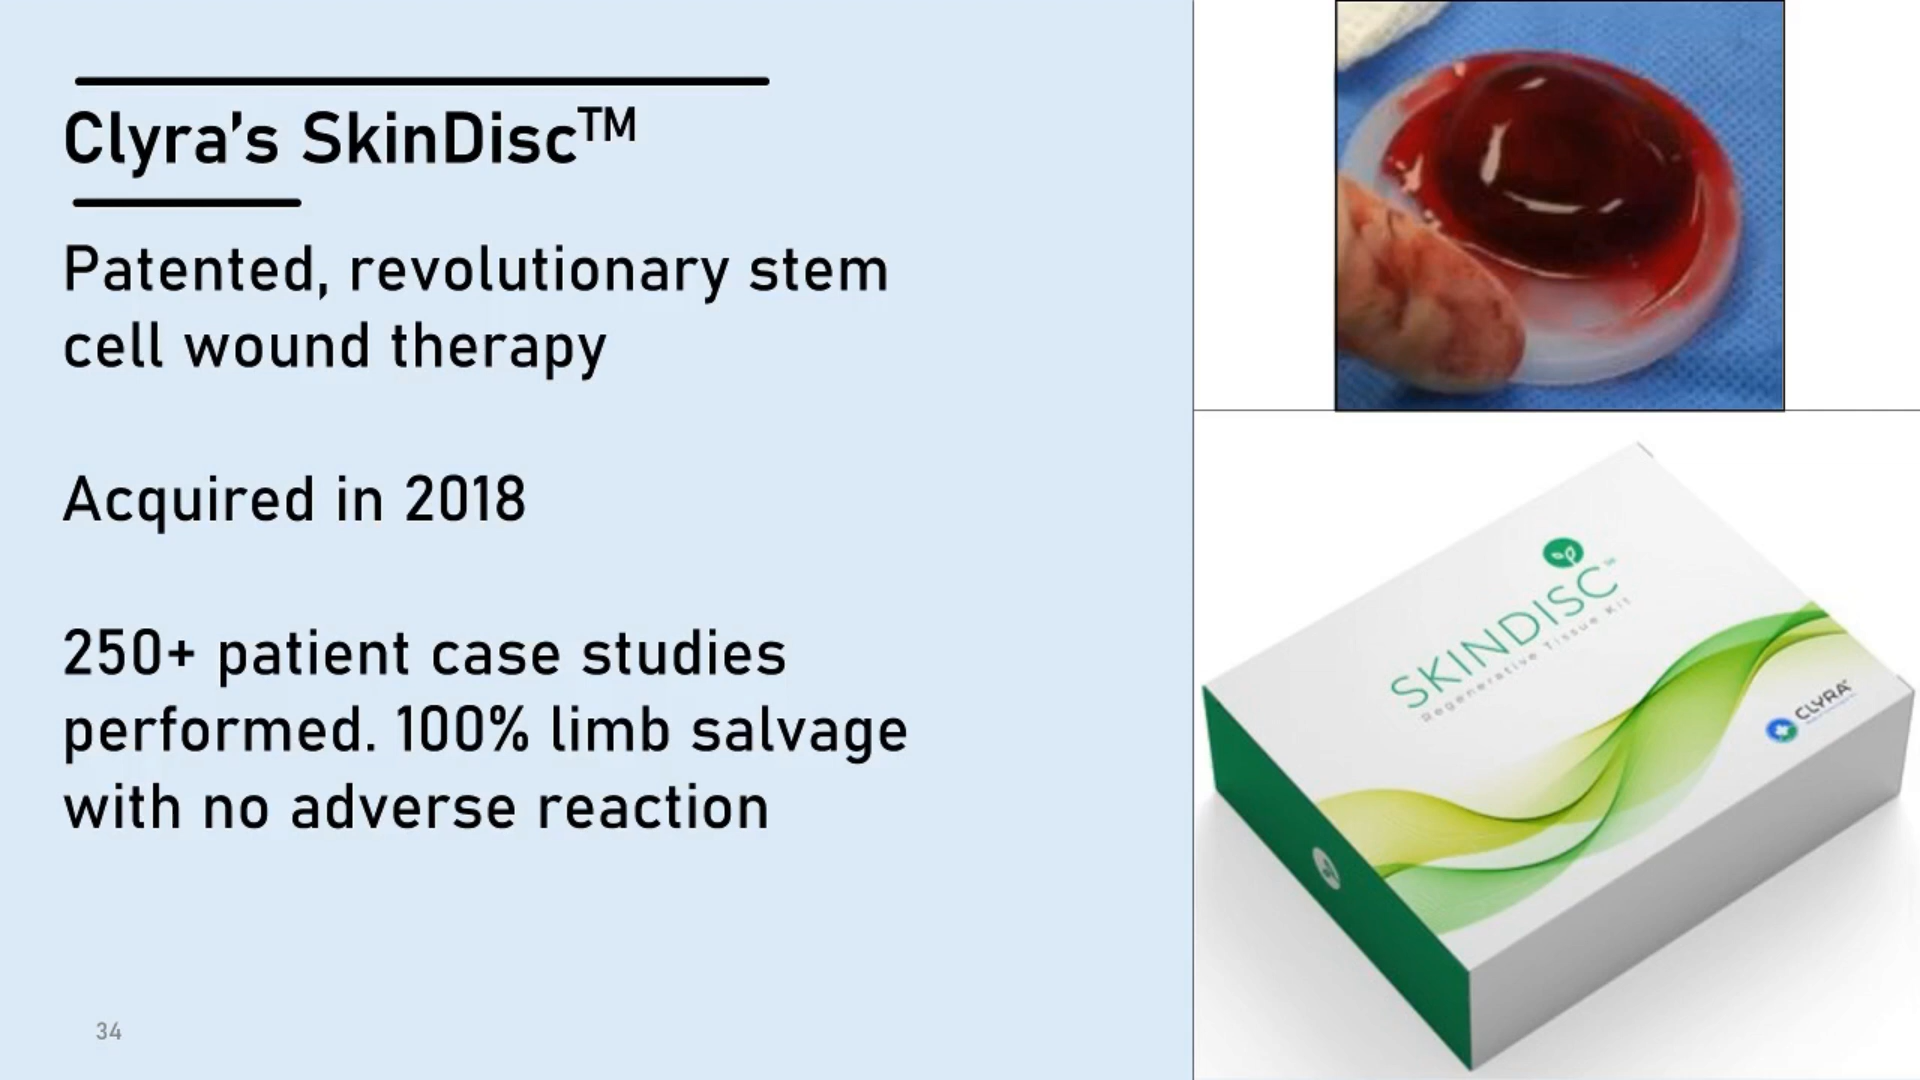 Clyra’s SkinDisc™
Patented, revolutionary stem
cell wound therapy
Acquired in 2018
250+ patient case studies
performed. 100% limb salvage
with no adverse reaction
34
SKINDISC
Regenerative Tissue Kit
CLYRA